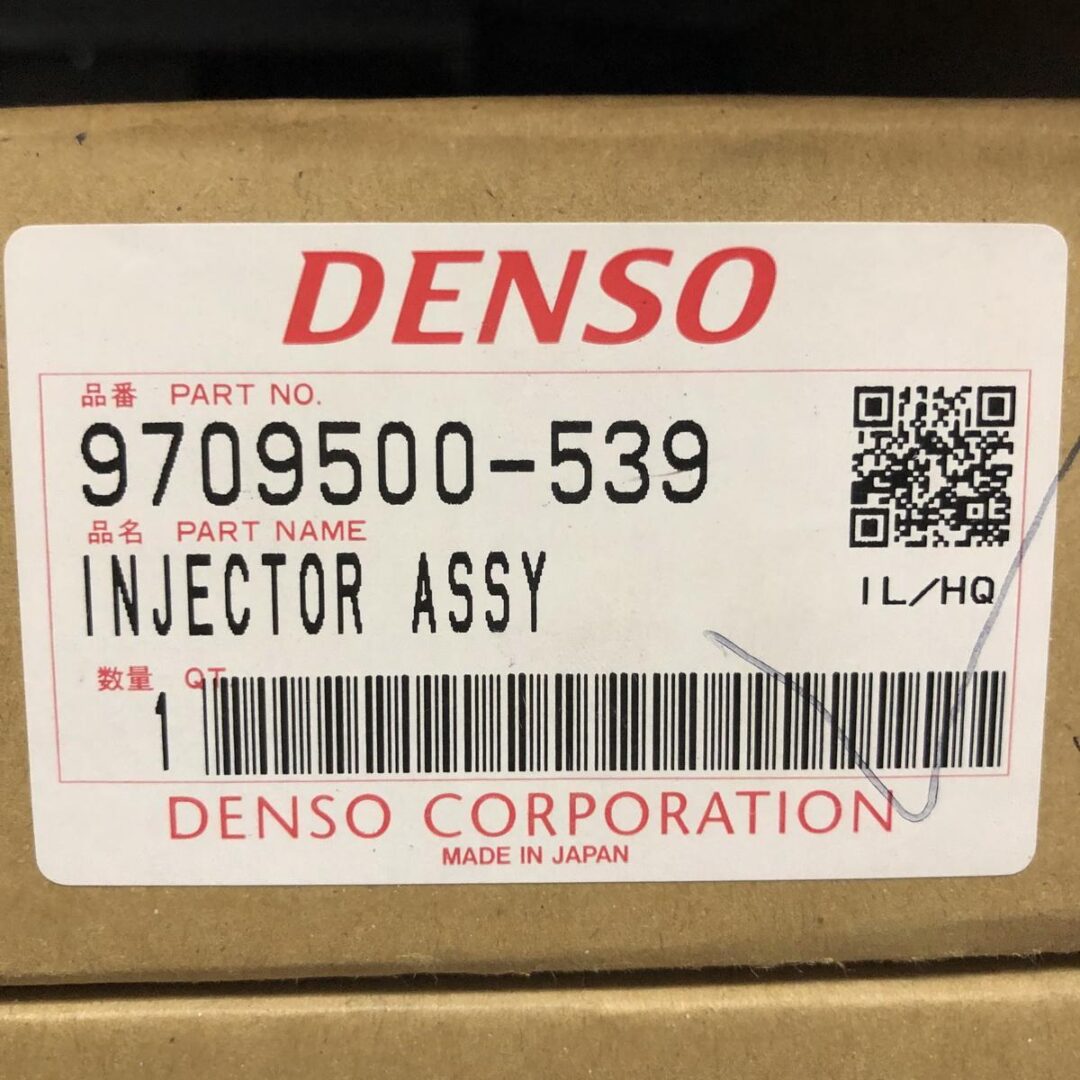 DENSO
品番 PART NO.
9709500-539
品名 PART NAME
INJECTOR ASSY
1L/HQ
数量 QT
1
DENSO CORPORATION
MADE IN JAPAN